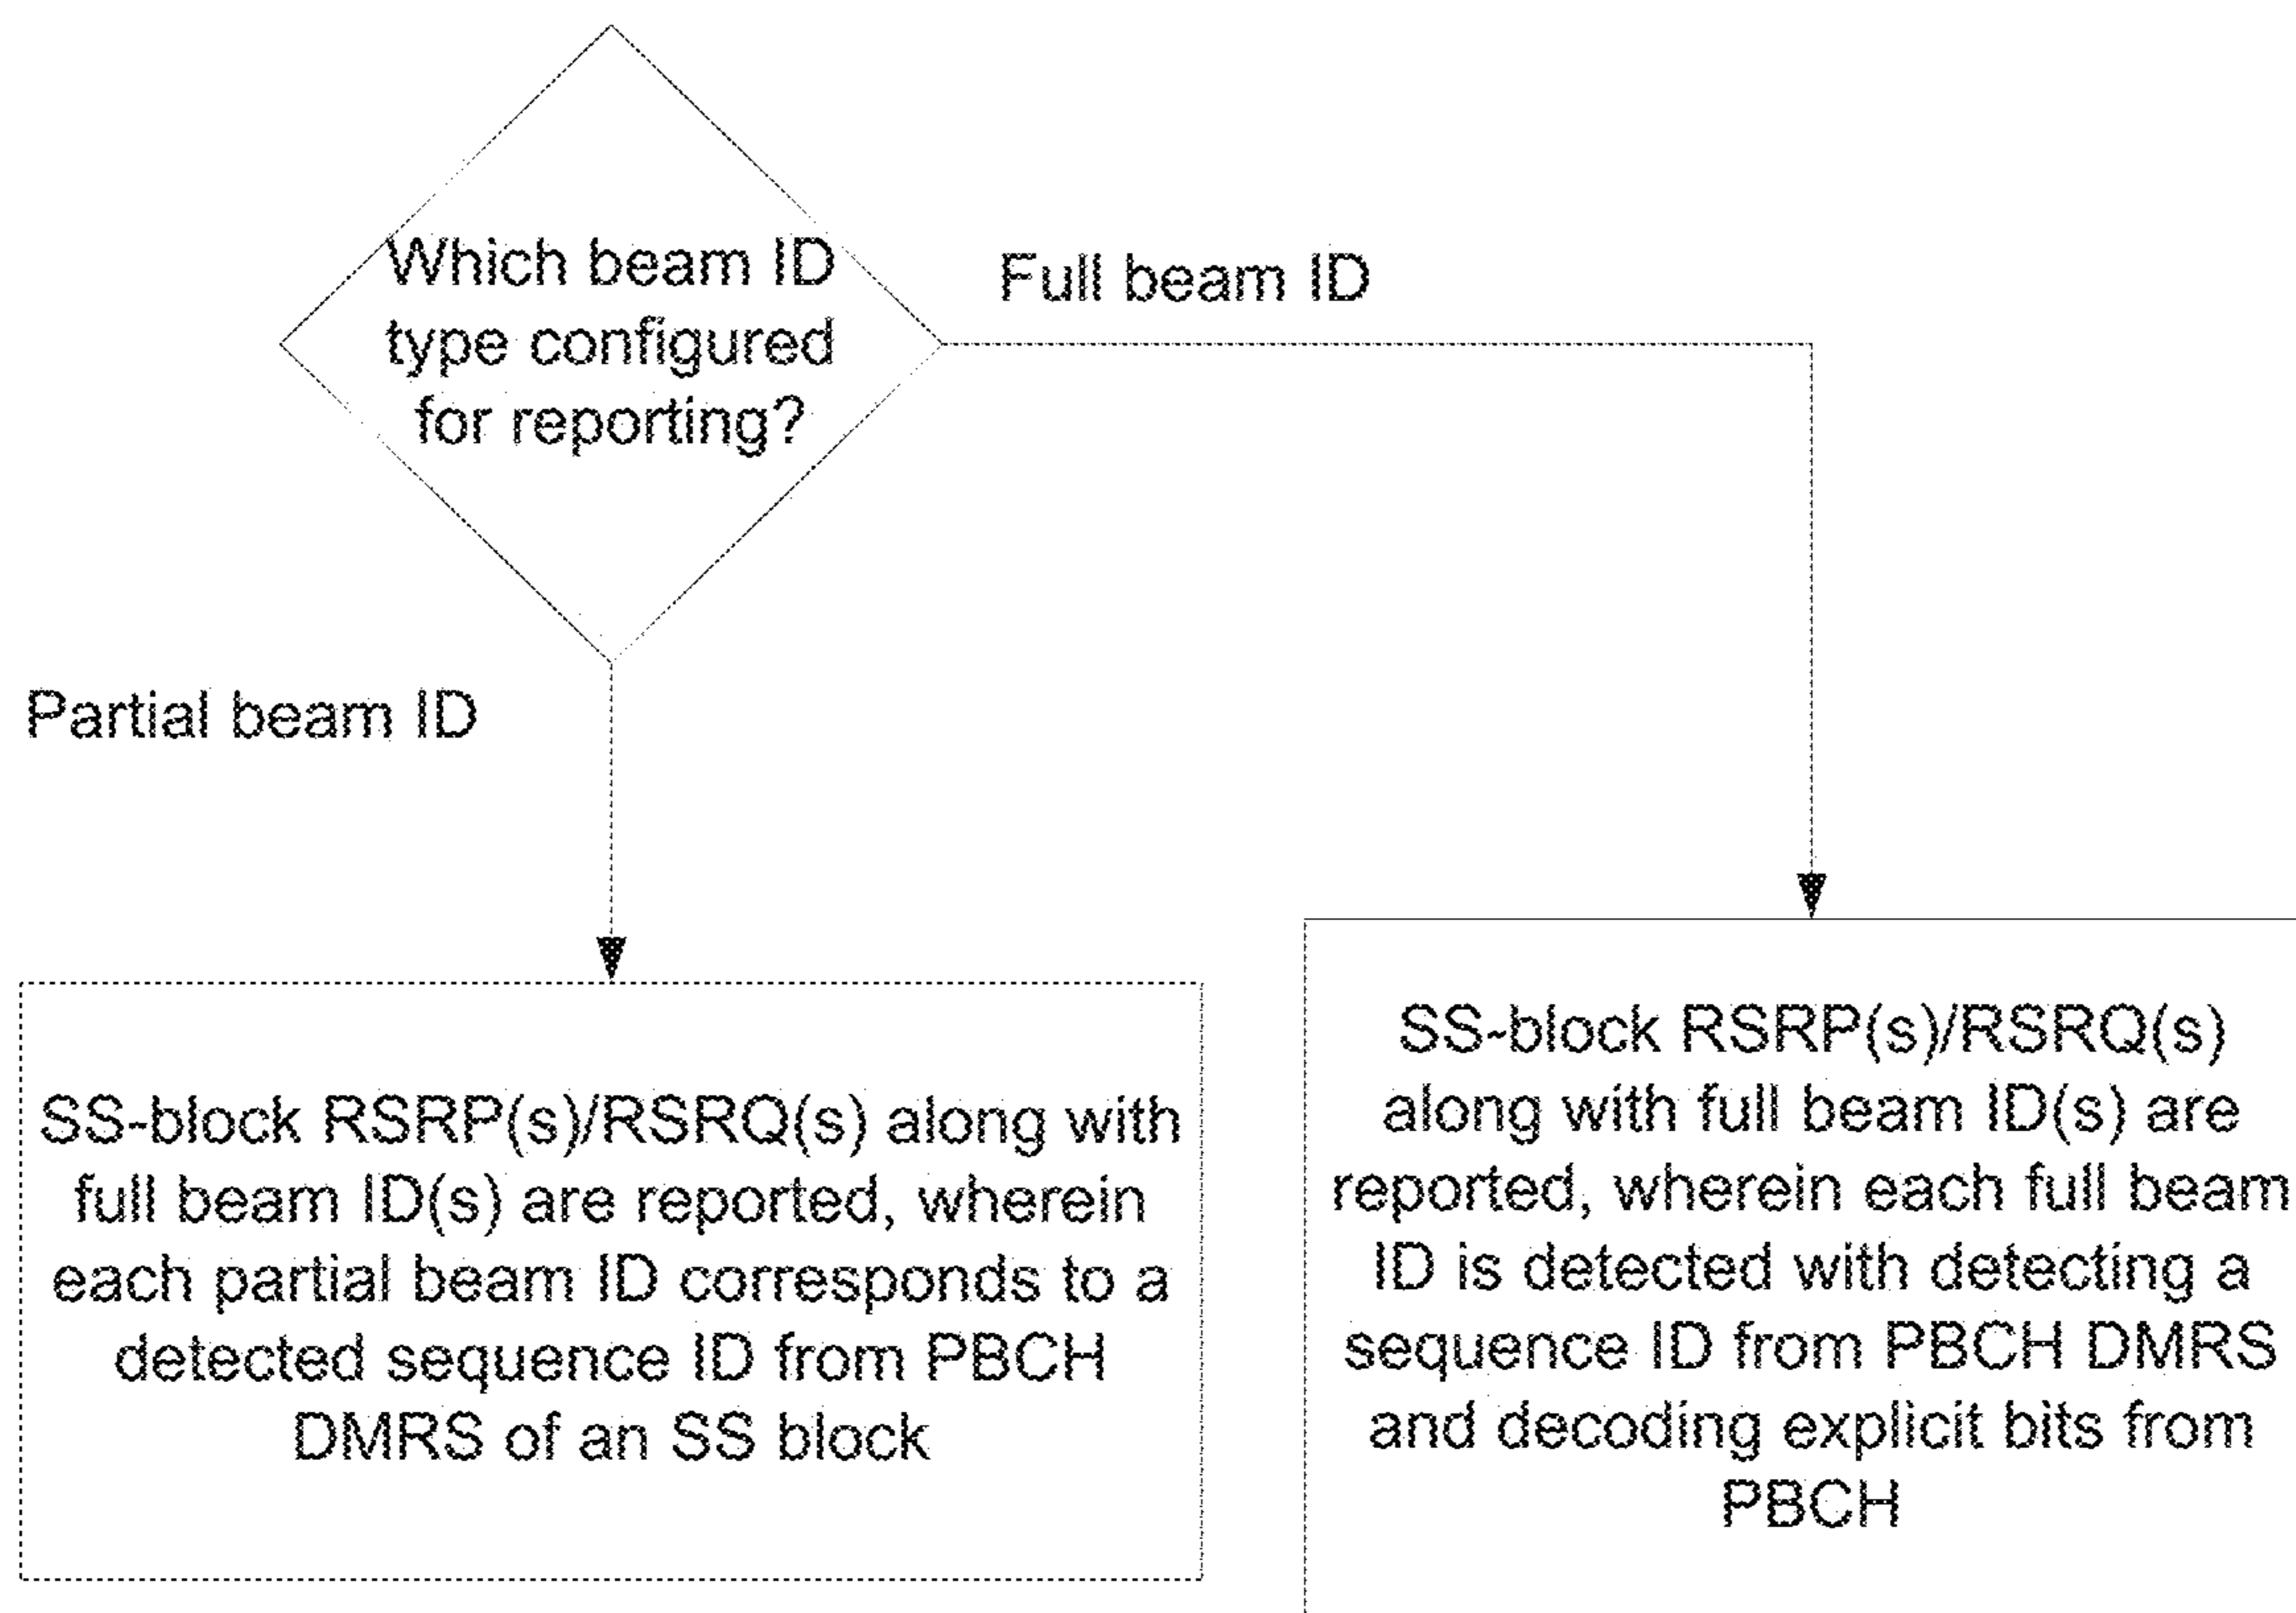 Which beam ID
type configured
for reporting?
Full beam ID
Partial beam ID
SS-block RSRP(s)/RSRQ(s) along with
full beam ID(s) are reported, wherein
each partial beam ID corresponds to a
detected sequence ID from PBCH
DMRS of an SS block
SS-block RSRP(s)/RSRQ(s)
along with full beam ID(s) are
reported, wherein each full beam
ID is detected with detecting a
sequence ID from PBCH DMRS
and decoding explicit bits from
PBCH